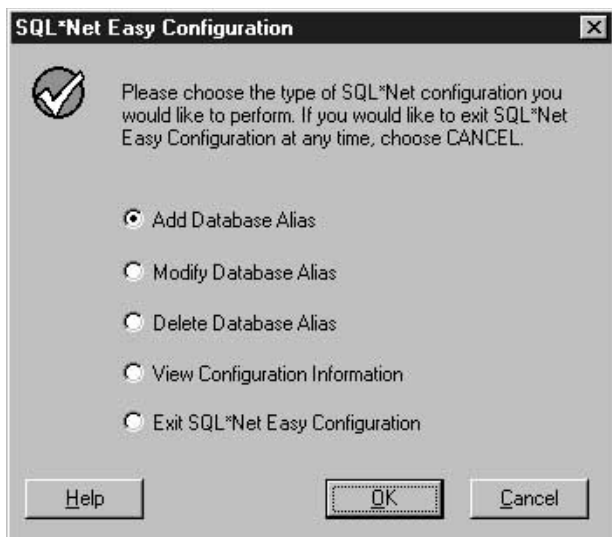 SQL*Net Easy Configuration
Please choose the type of SQL*Net configuration you
would like to perform. If you would like to exit SQL*Net
Easy Configuration at any time, choose CANCEL.
Add Database Alias
Modify Database Alias
Delete Database Alias
View Configuration Information
Exit SQL*Net Easy Configuration
Help
OK
Cancel